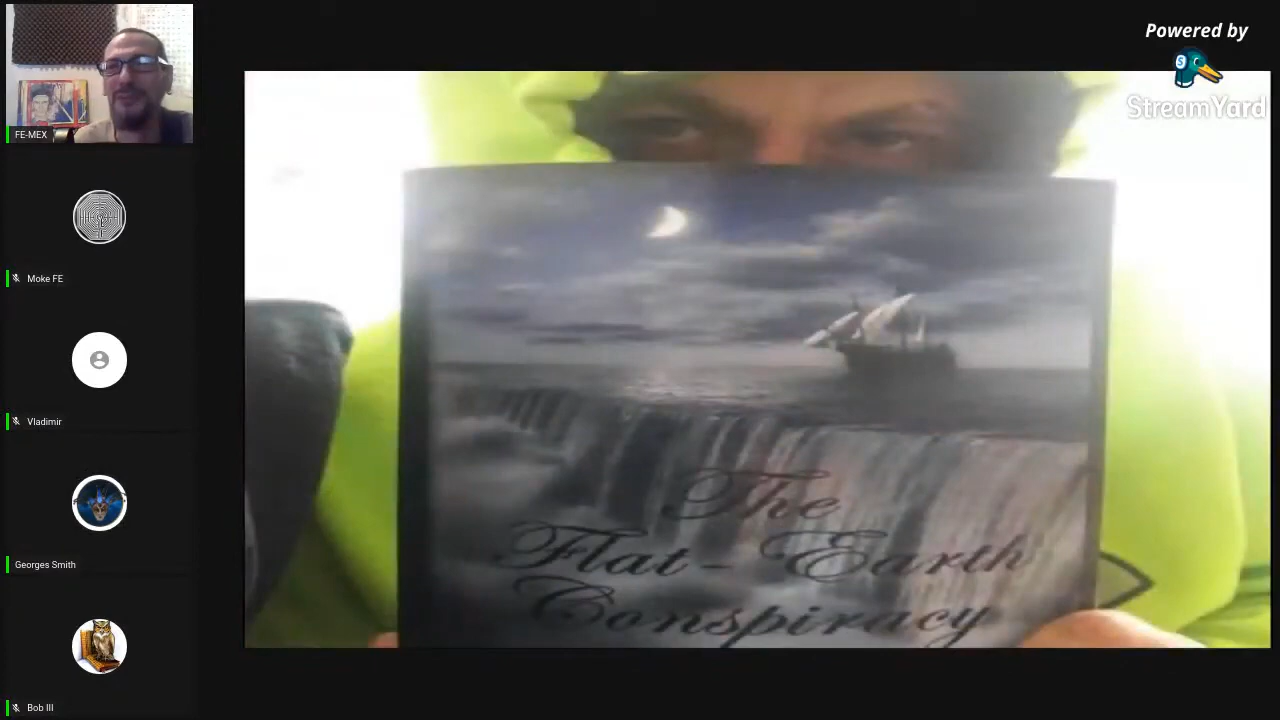 Powered by
StreamYard
FE-MEX
Moke FE
Vladimir
Georges Smith
Bob III
The
Flat-Earth
Conspiracy